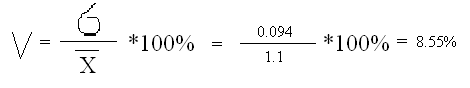 V = σ / x̄ *100% = 0.094 / 1.1 *100% = 8.55%